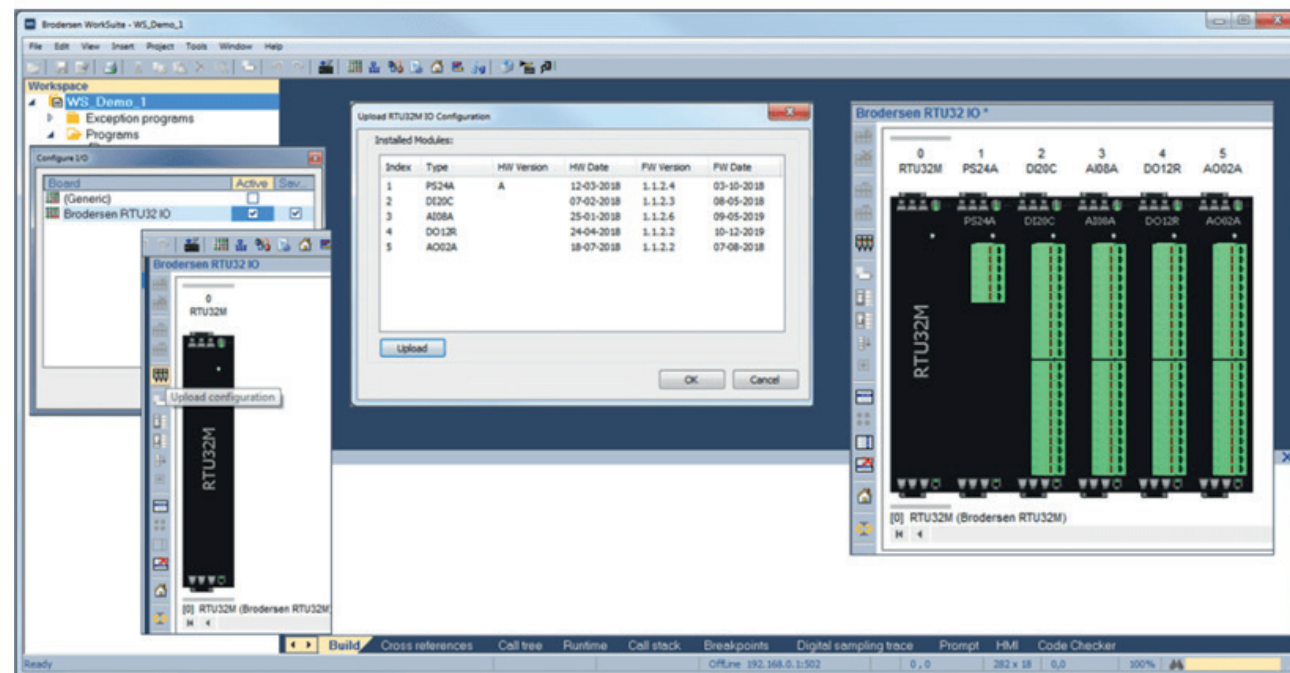 Brodersen WorkSuite - WS_Demo_1
File Edit View Insert Project Tools Window Help
Workspace
WS_Demo_1
Exception programs
Programs
Configure I/O
Board Active Sav...
(Generic)
Brodersen RTU32 IO
Brodersen RTU32 IO
0
RTU32M
Upload configuration
RTU32M
[0] RTU32M (Brodersen RTU32M
Upload RTU32M IO Configuration
Installed Modules:
Index Type HW Version HW Date FW Version FW Date
1 PS24A A 12-03-2018 1.1.2.4 03-10-2018
2 DI20C 07-02-2018 1.1.2.3 08-05-2018
3 AI08A 25-01-2018 1.1.2.6 09-05-2019
4 DO12R 24-04-2018 1.1.2.2 10-12-2019
5 AO02A 18-07-2018 1.1.2.2 07-08-2018
Upload
OK Cancel
Brodersen RTU32 IO *
0 1 2 3 4 5
RTU32M PS24A DI20C AI08A DO12R AO02A
PS24A DI20C AI08A DO12R AO02A
RTU32M
[0] RTU32M (Brodersen RTU32M)
Build Cross references Call tree Runtime Call stack Breakpoints Digital sampling trace Prompt HMI Code Checker
Ready Offline 192.168.0.1:502 0 , 0 282 x 18 0,0 100%